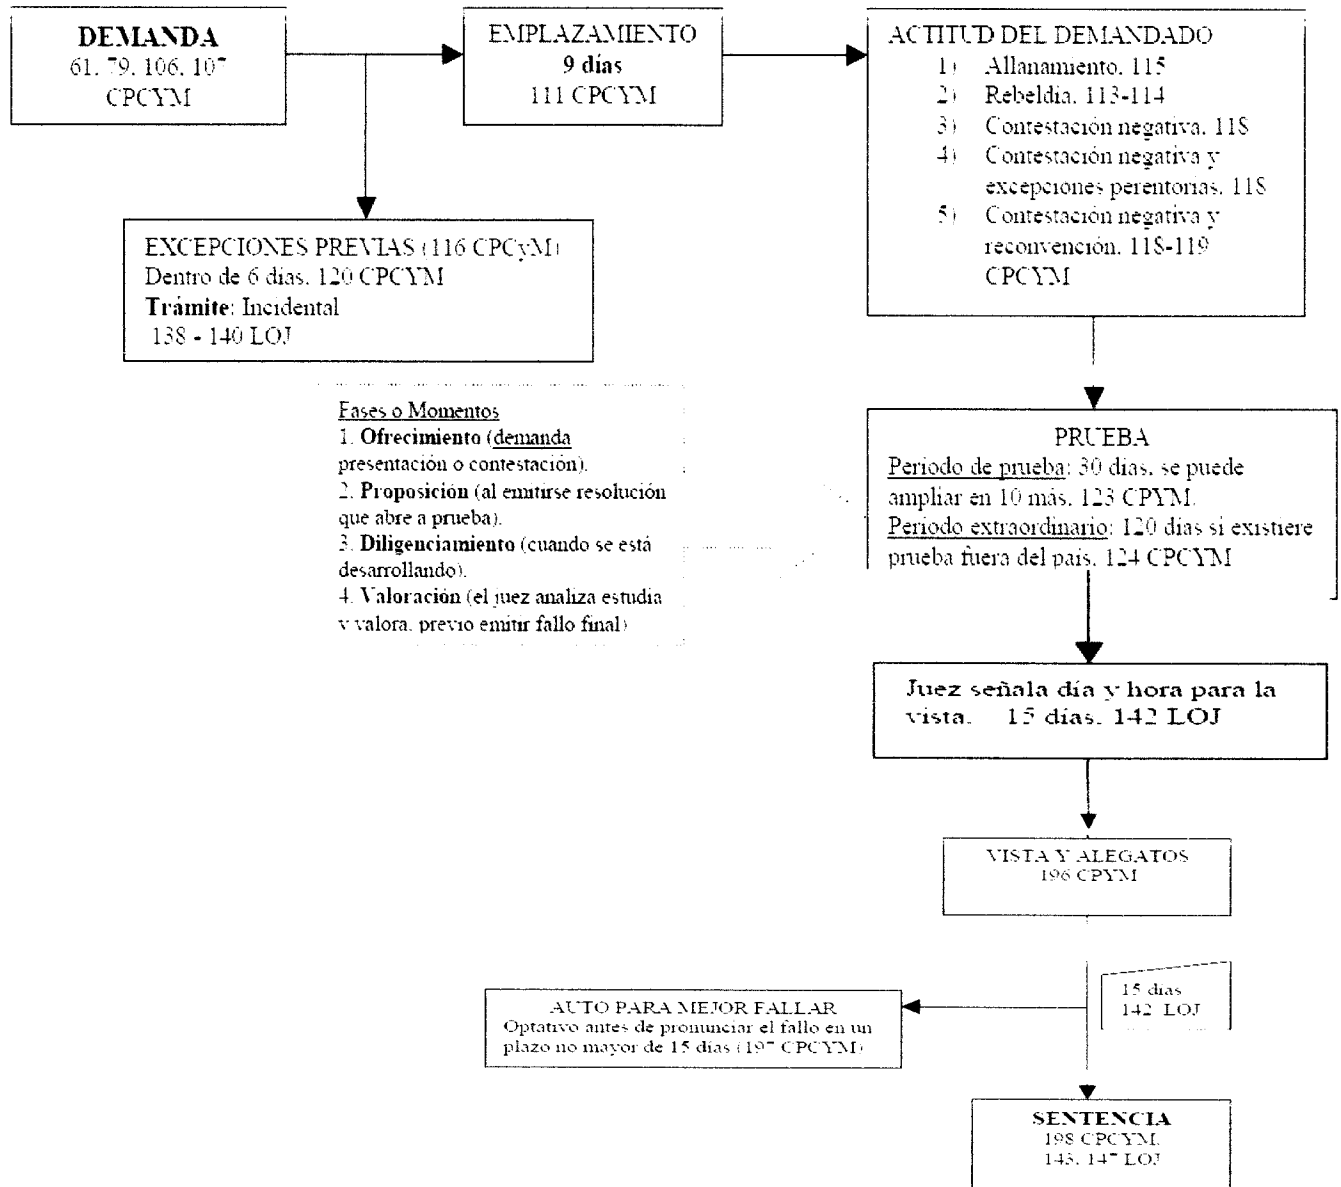 DEMANDA
61. 79. 106. 107
CPCYM
EMPLAZAMIENTO
9 días
111 CPCYM
ACTITUD DEL DEMANDADO
1) Allanamiento. 115
2) Rebeldía. 113-114
3) Contestación negativa. 118
4) Contestación negativa y
excepciones perentorias. 118
5) Contestación negativa y
reconvención. 118-119
CPCYM
EXCEPCIONES PREVIAS (116 CPCyM)
Dentro de 6 días. 120 CPCYM
Trámite: Incidental
138 - 140 LOJ
Fases o Momentos
1. Ofrecimiento (demanda
presentación o contestación).
2. Proposición (al emitirse resolución
que abre a prueba).
3. Diligenciamiento (cuando se está
desarrollando).
4. Valoración (el juez analiza estudia
y valora. previo emitir fallo final)
PRUEBA
Periodo de prueba: 30 días. se puede
ampliar en 10 más. 123 CPYM.
Periodo extraordinario: 120 días si existiere
prueba fuera del país. 124 CPCYM
Juez señala día y hora para la
vista. 15 días. 142 LOJ
VISTA Y ALEGATOS
196 CPYM
15 días
142 LOJ
AUTO PARA MEJOR FALLAR
Optativo antes de pronunciar el fallo en un
plazo no mayor de 15 días (197 CPCYM)
SENTENCIA
198 CPCYM.
143. 147 LOJ